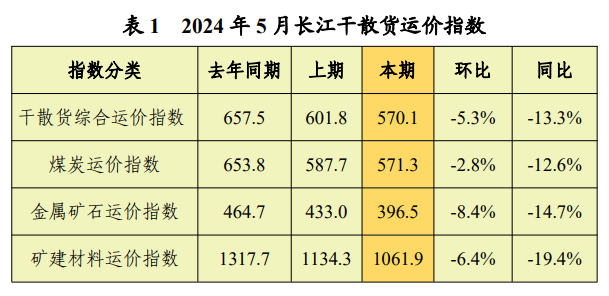 表 1 2024 年 5 月长江干散货运价指数
指数分类 去年同期 上期 本期 环比 同比
干散货综合运价指数 657.5 601.8 570.1 -5.3% -13.3%
煤炭运价指数 653.8 587.7 571.3 -2.8% -12.6%
金属矿石运价指数 464.7 433.0 396.5 -8.4% -14.7%
矿建材料运价指数 1317.7 1134.3 1061.9 -6.4% -19.4%